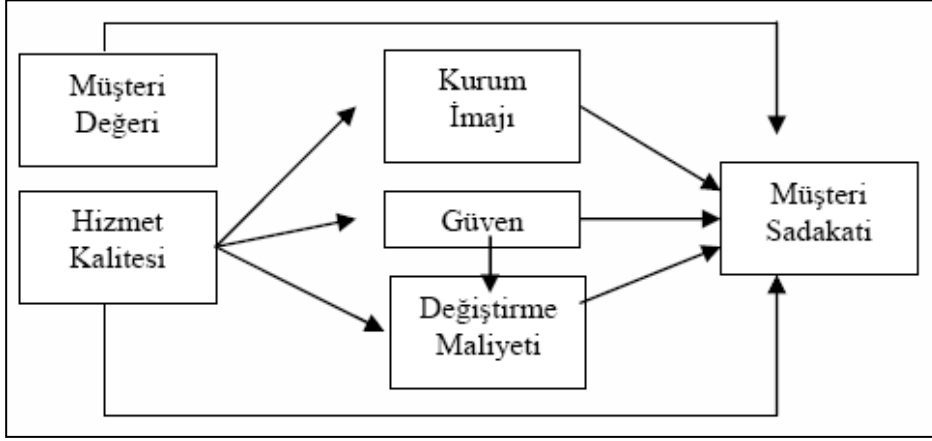 Müşteri
Değeri
Kurum
İmajı
Hizmet
Kalitesi
Güven
Değiştirme
Maliyeti
Müşteri
Sadakati